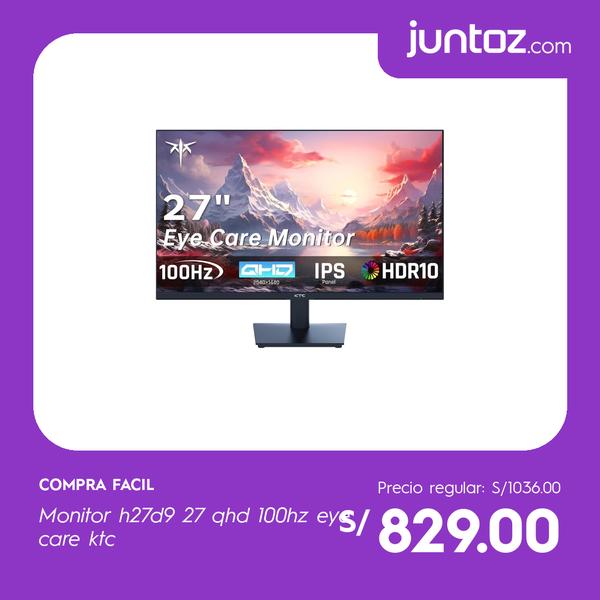 juntoz.com
27"
Eye Care Monitor
100Hz QHD IPS HDR10
Panel
KTC
COMPRA FACIL
Precio regular: S/1036.00
Monitor h27d9 27 qhd 100hz eye
care ktc
S/ 829.00